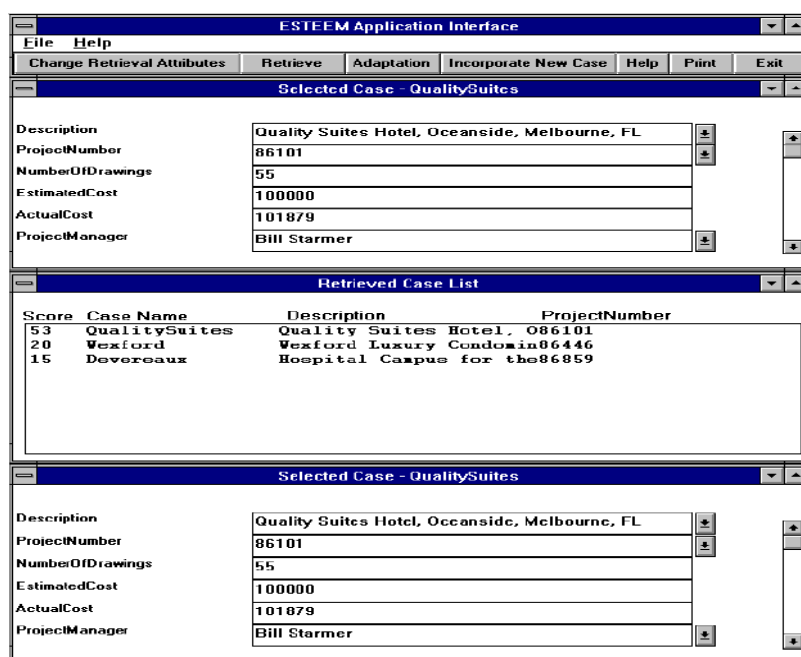 ESTEEM Application Interface
File Help
Change Retrieval Attributes Retrieve Adaptation Incorporate New Case Help Print Exit
Selected Case - QualitySuites
Description Quality Suites Hotel, Oceanside, Melbourne, FL
ProjectNumber 86101
NumberOfDrawings 55
EstimatedCost 100000
ActualCost 101879
ProjectManager Bill Starmer
Retrieved Case List
Score Case Name Description ProjectNumber
53 QualitySuites Quality Suites Hotel, O86101
20 Wexford Wexford Luxury Condomin86446
15 Devereaux Hospital Campus for the86859
Selected Case - QualitySuites
Description Quality Suites Hotel, Oceanside, Melbourne, FL
ProjectNumber 86101
NumberOfDrawings 55
EstimatedCost 100000
ActualCost 101879
ProjectManager Bill Starmer